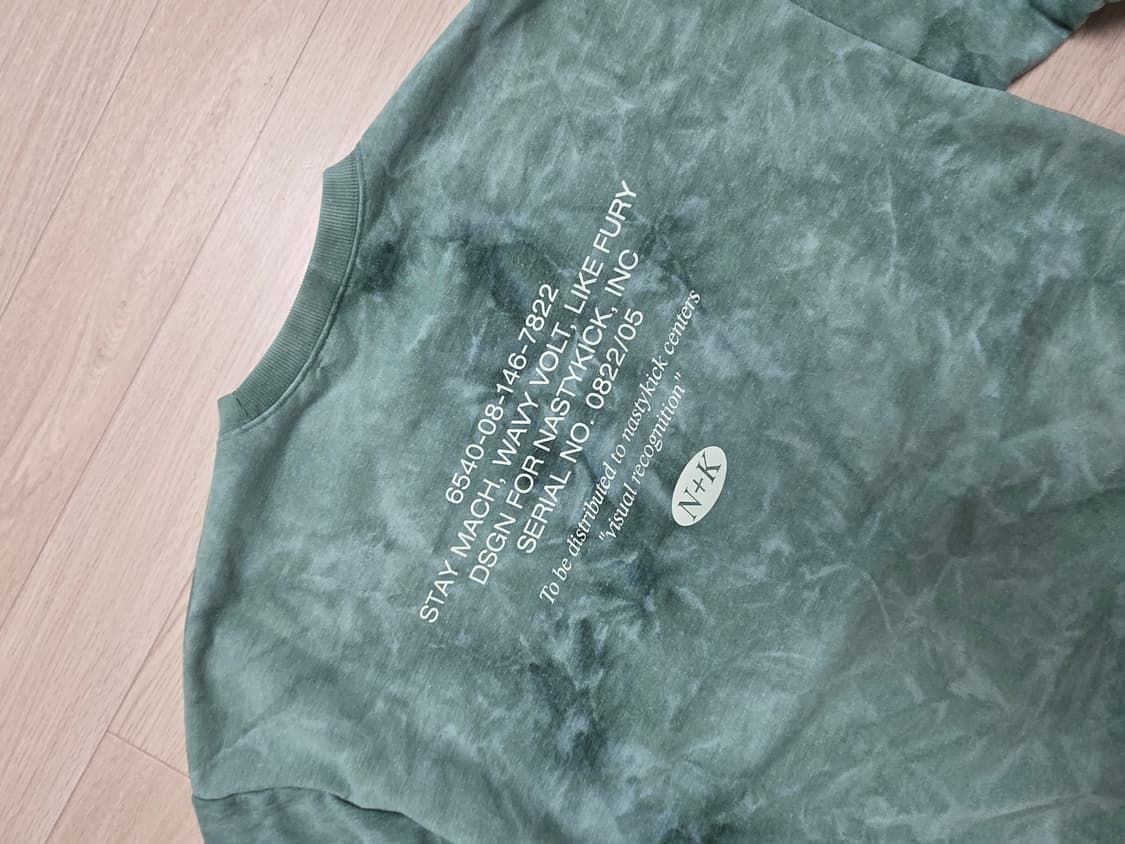 6540-08-146-7822
STAY MACH, WAVY VOLT, LIKE FURY
DSGN FOR NASTYKICK, INC
SERIAL NO. 0822/05
To be distributed to nastykick centers
"visual recognition"
N+K